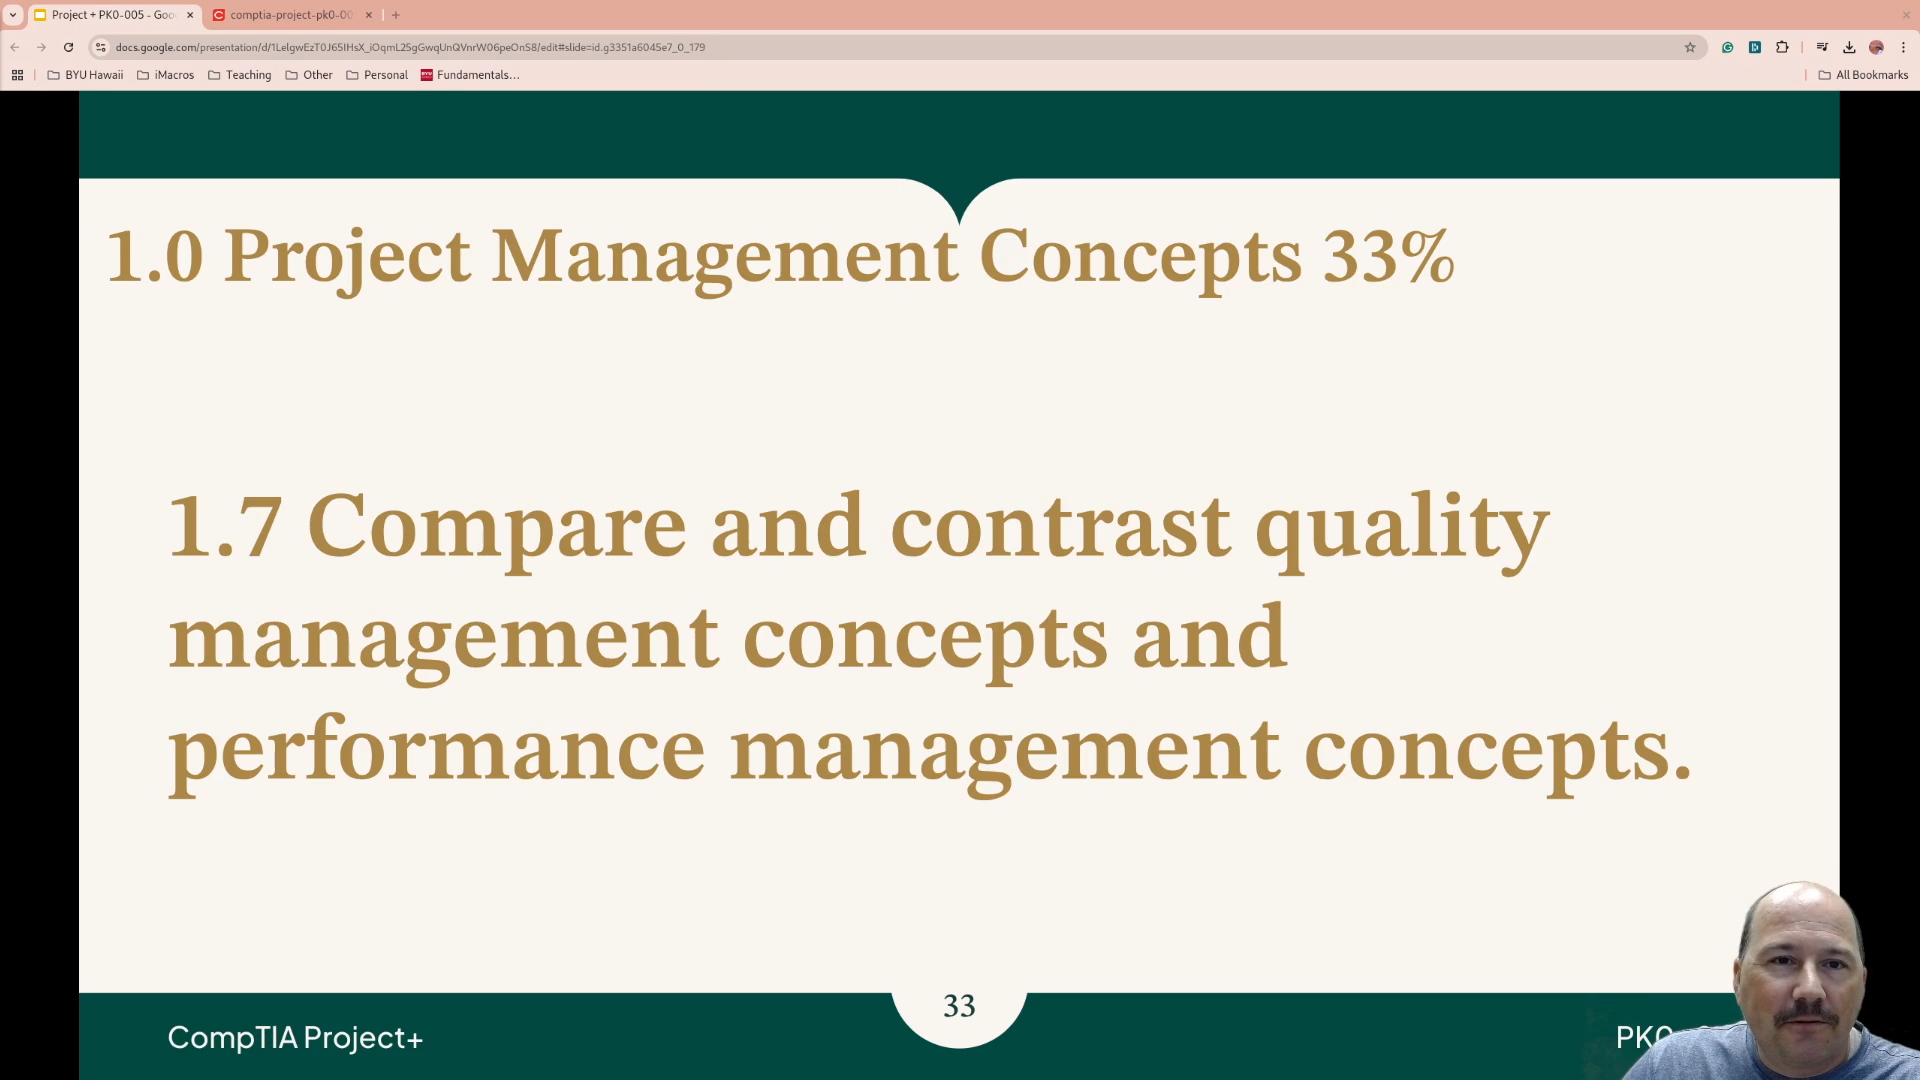 Project + PK0-005 - Goo
comptia-project-pk0-00
docs.google.com/presentation/d/1LelgwEzT0J65IHsX_iOqmL25gGwqUnQVnrW06peOnS8/edit#slide=id.g3351a6045e7_0_179
BYU Hawaii
iMacros
Teaching
Other
Personal
BYU
Fundamentals...
All Bookmarks
1.0 Project Management Concepts 33%
1.7 Compare and contrast quality
management concepts and
performance management concepts.
33
CompTIA Project+
PK0